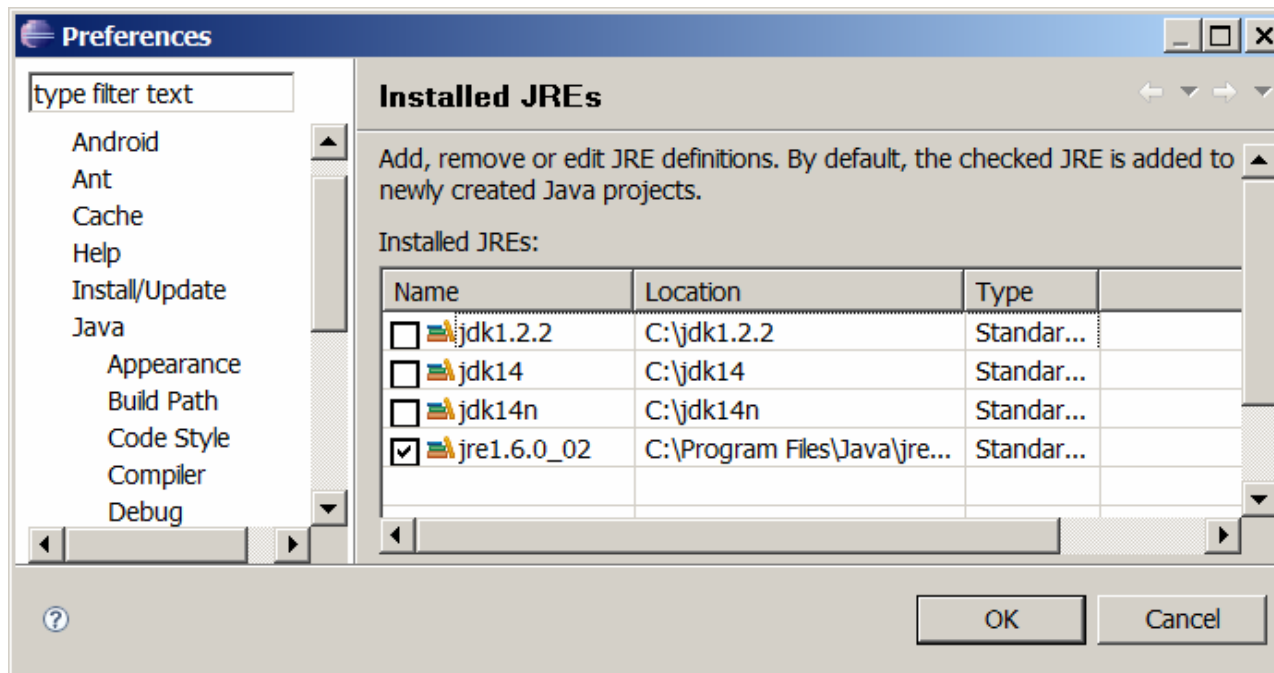 Preferences
type filter text
Android
Ant
Cache
Help
Install/Update
Java
Appearance
Build Path
Code Style
Compiler
Debug
Installed JREs
Add, remove or edit JRE definitions. By default, the checked JRE is added to
newly created Java projects.
Installed JREs:
Name Location Type
jdk1.2.2 C:\jdk1.2.2 Standar...
jdk14 C:\jdk14 Standar...
jdk14n C:\jdk14n Standar...
jre1.6.0_02 C:\Program Files\Java\jre... Standar...
?
OK Cancel